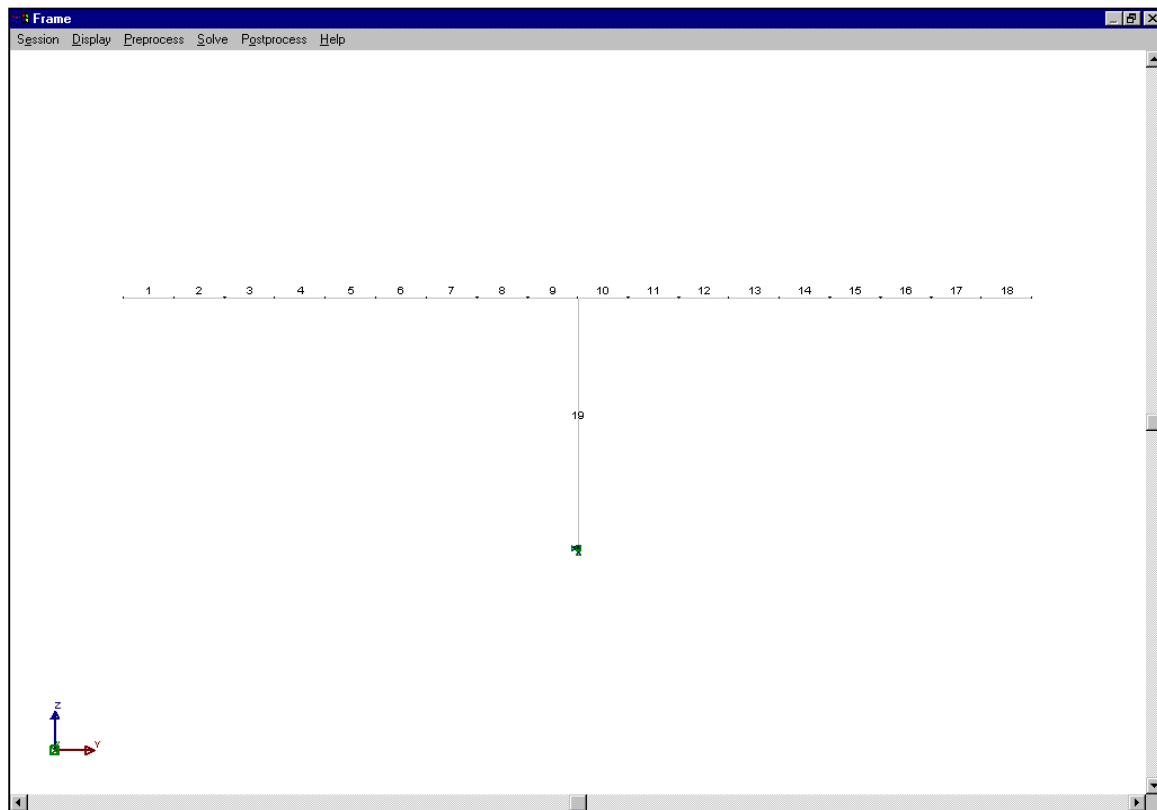 Frame
Session Display Preprocess Solve Postprocess Help
1 2 3 4 5 6 7 8 9 10 11 12 13 14 15 16 17 18
19
Z
Y